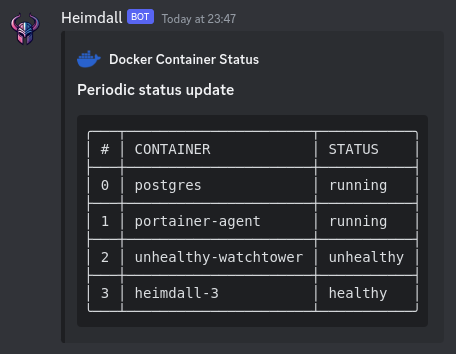 Heimdall BOT Today at 23:47
Docker Container Status
Periodic status update
# CONTAINER STATUS
0 postgres running
1 portainer-agent running
2 unhealthy-watchtower unhealthy
3 heimdall-3 healthy